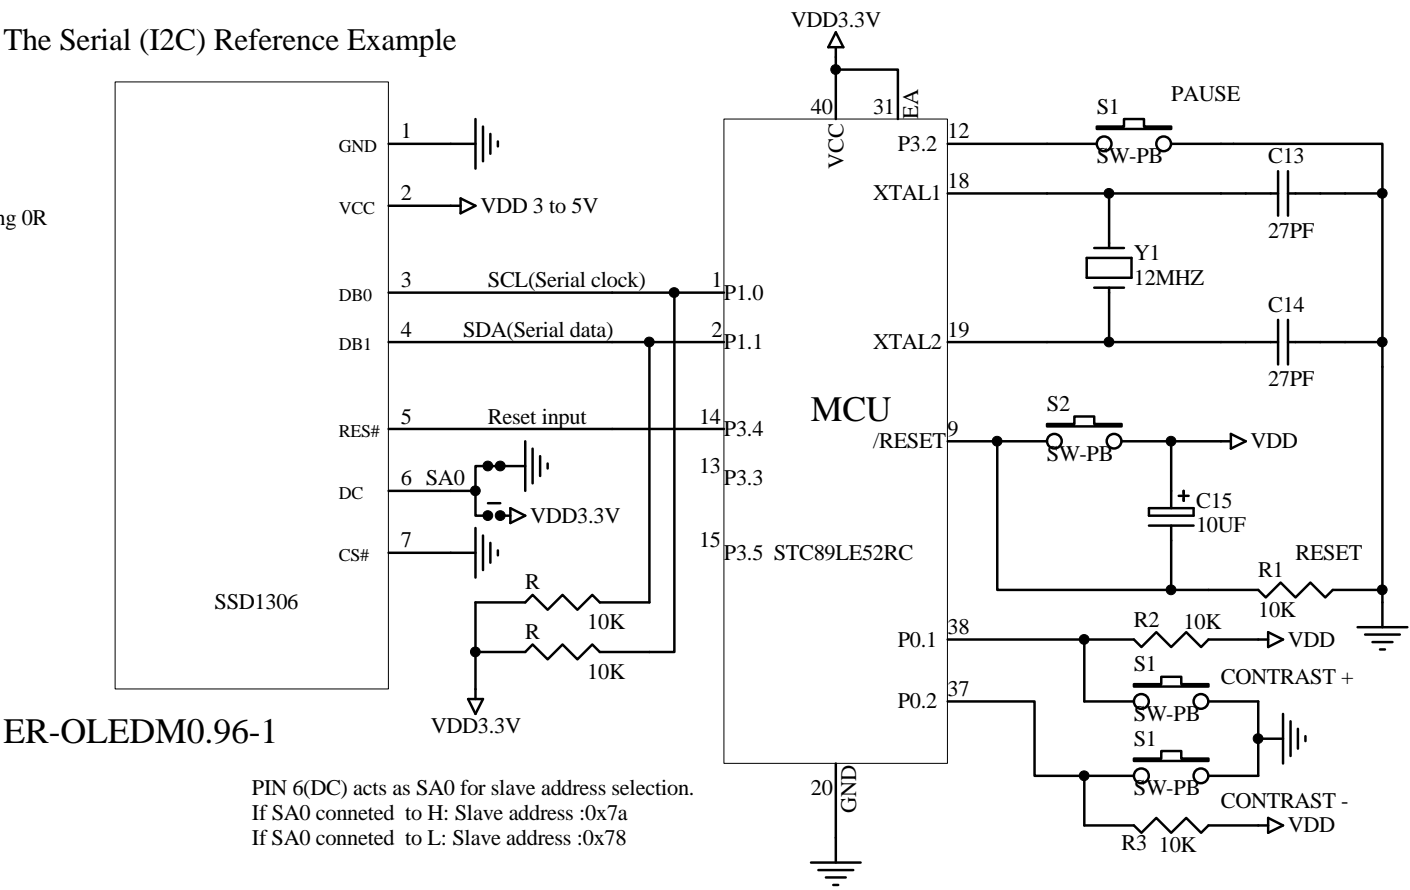 The Serial (I2C) Reference Example
VDD3.3V
40
31
EA
VCC
S1
PAUSE
1
GND
P3.2
12
SW-PB
C13
2
VCC
VDD 3 to 5V
XTAL1
18
27PF
ng 0R
Y1
12MHZ
3
DB0
SCL(Serial clock)
1
P1.0
4
DB1
SDA(Serial data)
2
P1.1
XTAL2
19
C14
27PF
MCU
5
RES#
Reset input
14
P3.4
/RESET
9
S2
SW-PB
VDD
6
DC
SA0
VDD3.3V
13
P3.3
+
C15
10UF
7
CS#
15
P3.5
STC89LE52RC
RESET
R1
10K
SSD1306
R
10K
R
10K
VDD3.3V
P0.1
38
R2
10K
VDD
S1
CONTRAST +
SW-PB
P0.2
37
S1
SW-PB
CONTRAST -
VDD
R3
10K
ER-OLEDM0.96-1
20
GND
PIN 6(DC) acts as SA0 for slave address selection.
If SA0 conneted to H: Slave address :0x7a
If SA0 conneted to L: Slave address :0x78